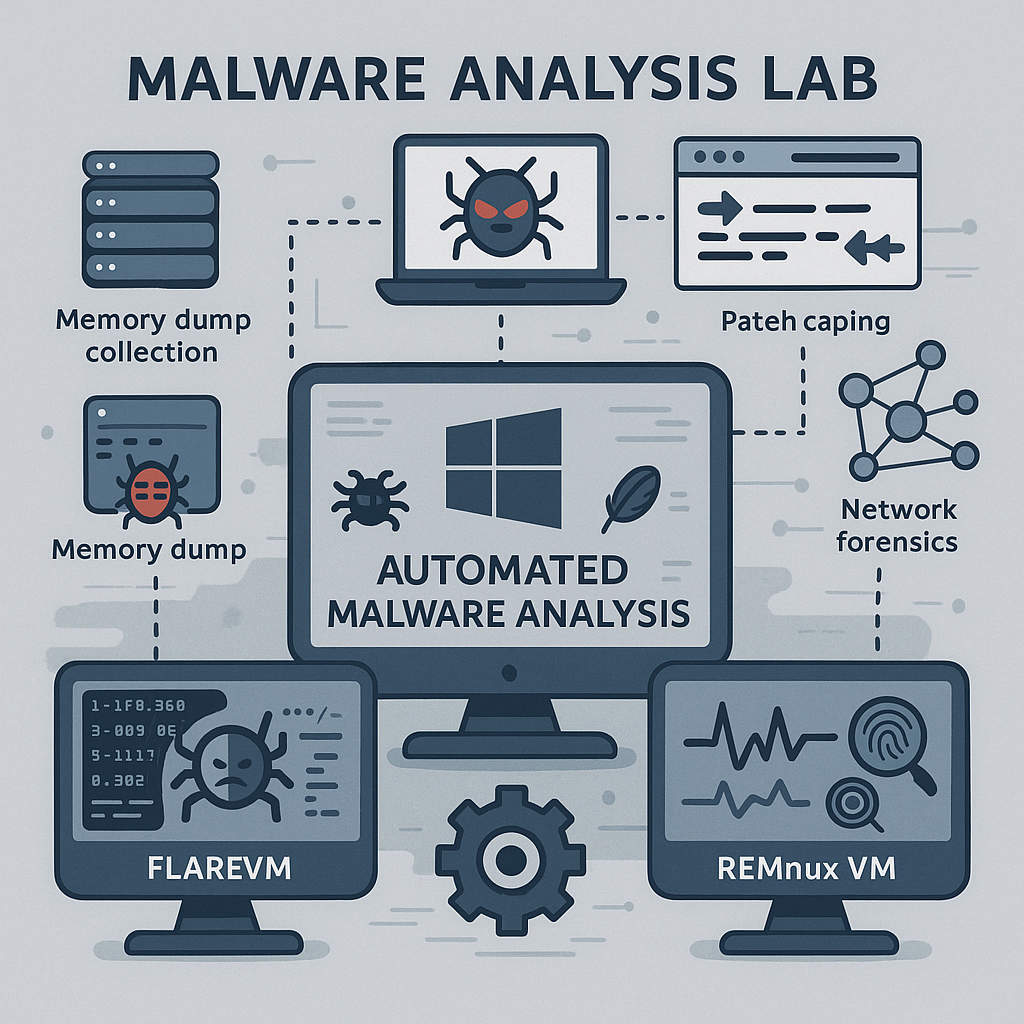 MALWARE ANALYSIS LAB
Memory dump
collection
Pateh caping
Memory dump
Network
forensics
AUTOMATED
MALWARE ANALYSIS
1-1F8.360
3-009 0E
5-1117
0.302
FLAREVM
REMnux VM